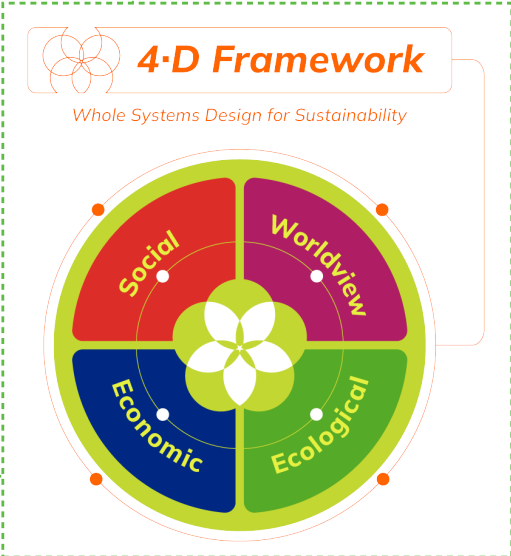 4·D Framework
Whole Systems Design for Sustainability
Social
Worldview
Economic
Ecological